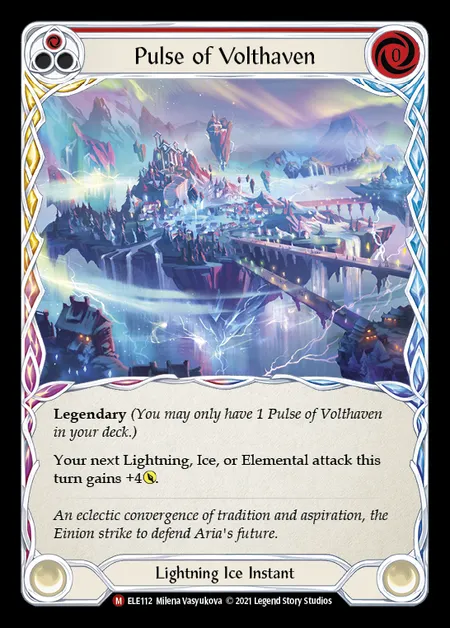 Pulse of Volthaven
0
Legendary (You may only have 1 Pulse of Volthaven
in your deck.)
Your next Lightning, Ice, or Elemental attack this
turn gains +4.
An eclectic convergence of tradition and aspiration, the
Einion strike to defend Aria's future.
Lightning Ice Instant
M ELE112 Milena Vasyukova © 2021 Legend Story Studios